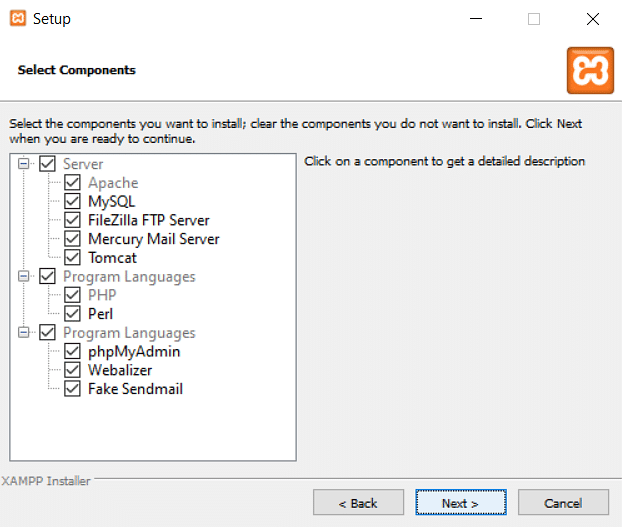 Setup
Select Components
Select the components you want to install; clear the components you do not want to install. Click Next
when you are ready to continue.
Server
Apache
MySQL
FileZilla FTP Server
Mercury Mail Server
Tomcat
Program Languages
PHP
Perl
Program Languages
phpMyAdmin
Webalizer
Fake Sendmail
Click on a component to get a detailed description
XAMPP Installer
< Back
Next >
Cancel